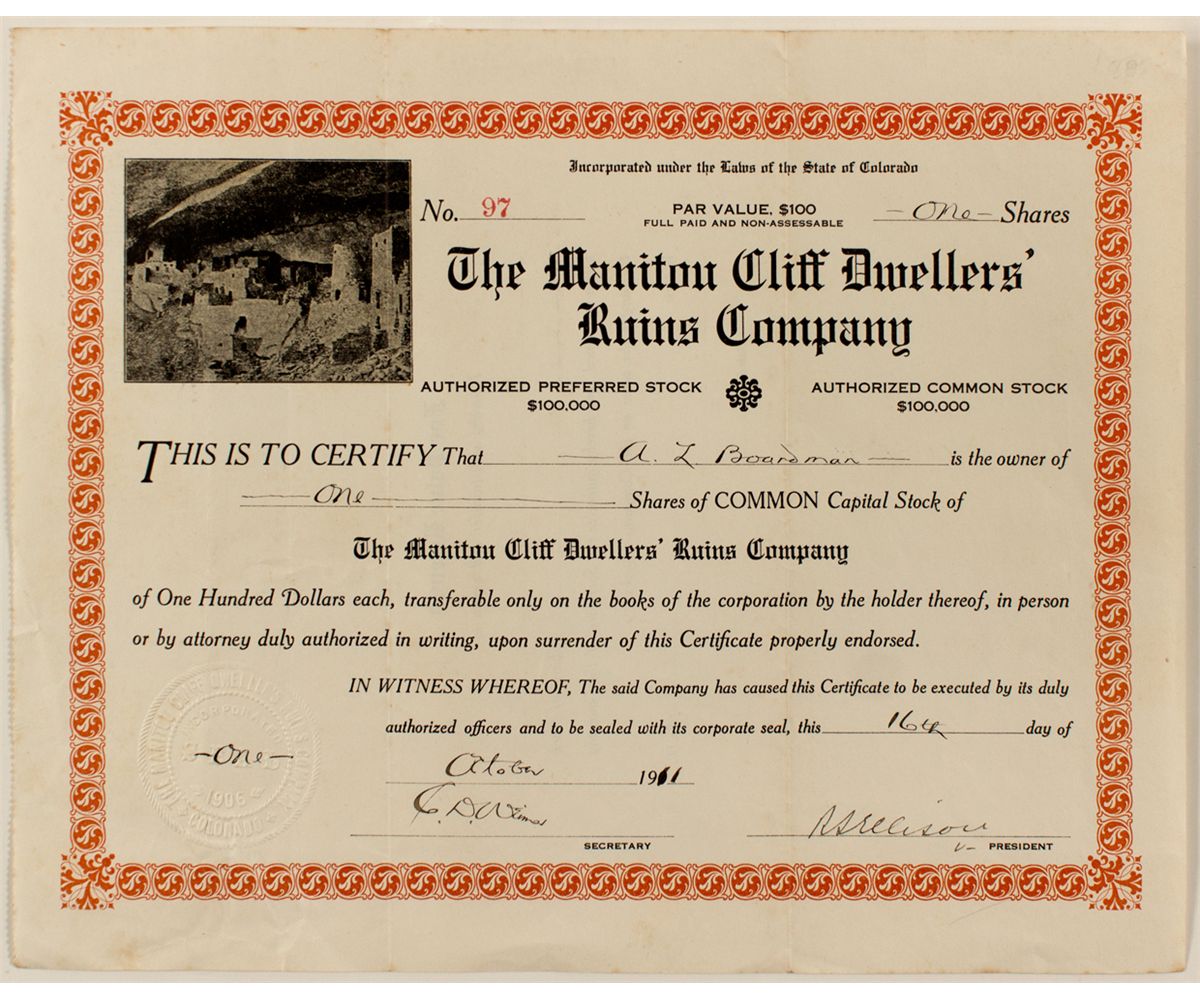 Incorporated under the Laws of the State of Colorado
No. 97
PAR VALUE, $100
FULL PAID AND NON-ASSESSABLE
—One— Shares
The Manitou Cliff Dwellers'
Ruins Company
AUTHORIZED PREFERRED STOCK
$100,000
AUTHORIZED COMMON STOCK
$100,000
THIS IS TO CERTIFY That A. L Boardman is the owner of
One Shares of COMMON Capital Stock of
The Manitou Cliff Dwellers' Ruins Company
of One Hundred Dollars each, transferable only on the books of the corporation by the holder thereof, in person
or by attorney duly authorized in writing, upon surrender of this Certificate properly endorsed.
IN WITNESS WHEREOF, The said Company has caused this Certificate to be executed by its duly
authorized officers and to be sealed with its corporate seal, this 16th day of
October 1911
—One—
1906
COLORADO
SECRETARY
V- PRESIDENT